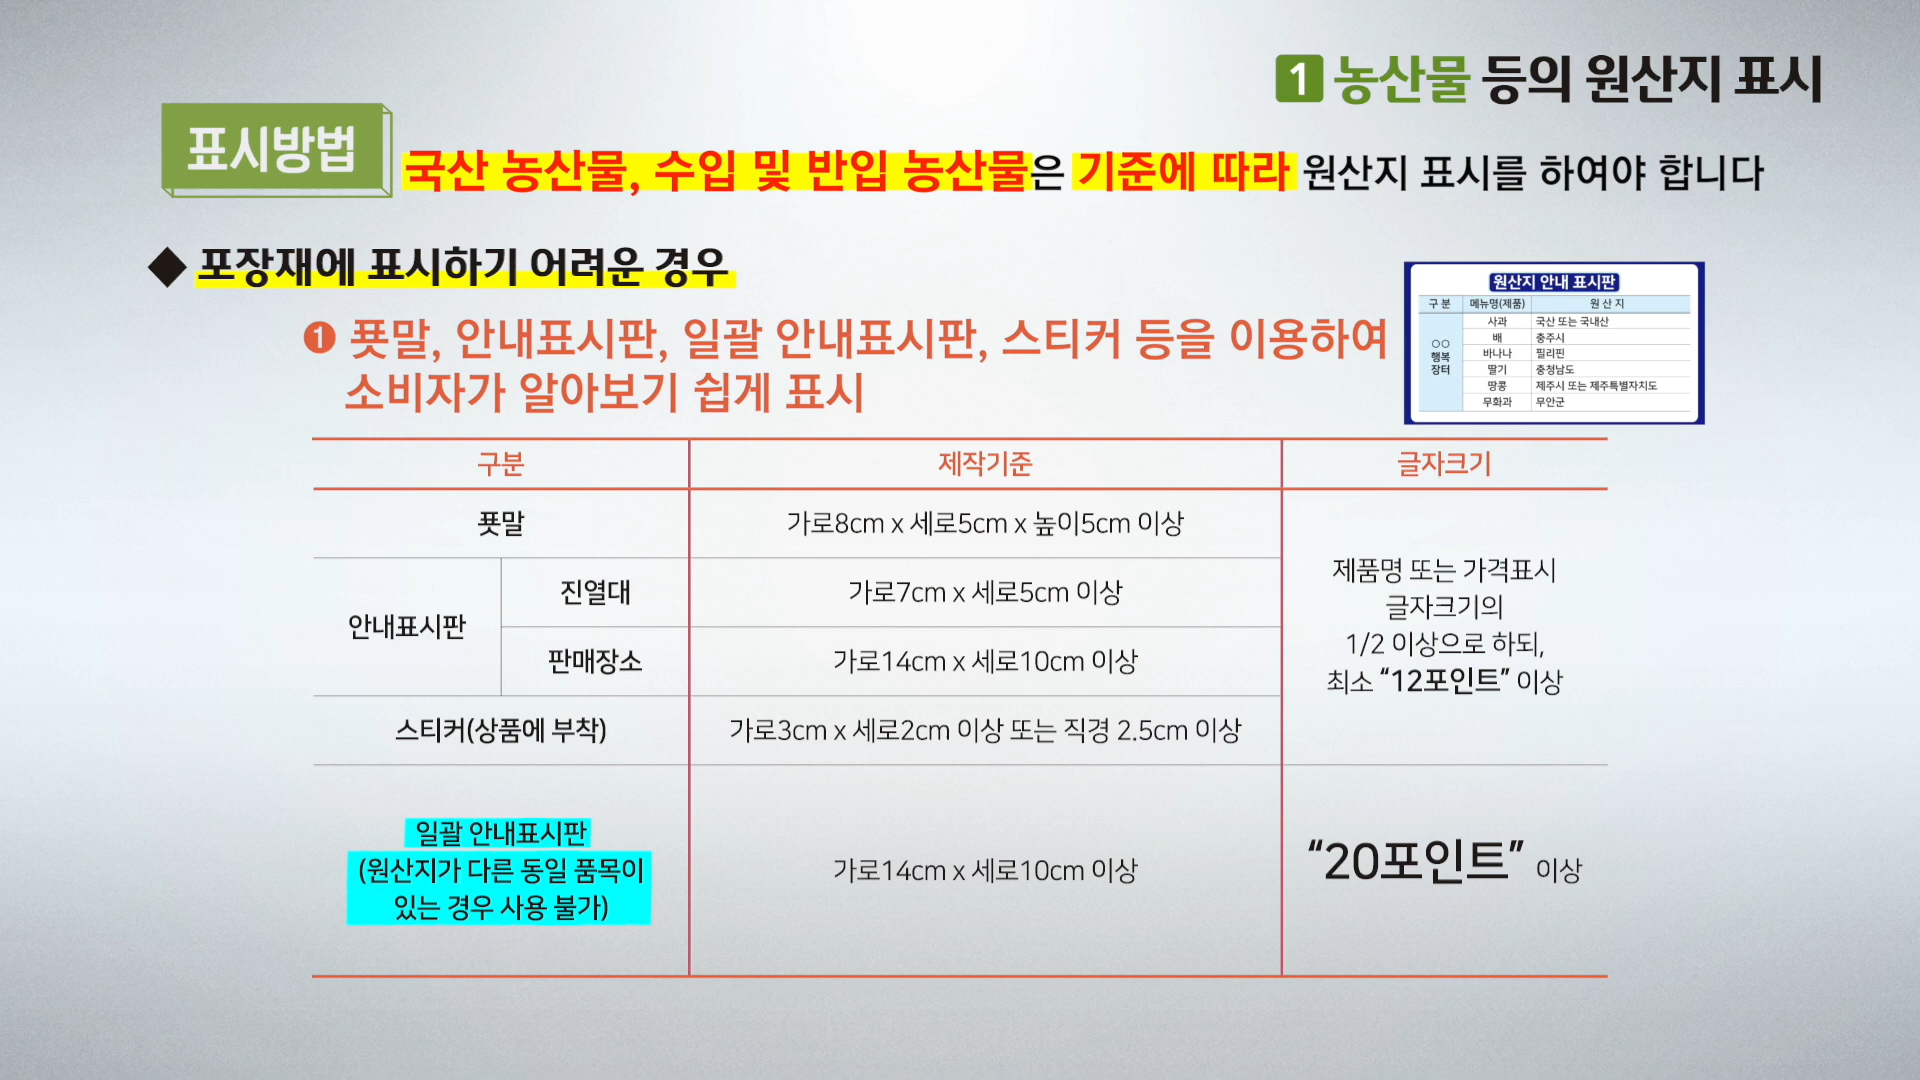 1 농산물 등의 원산지 표시
표시방법
국산 농산물, 수입 및 반입 농산물은 기준에 따라 원산지 표시를 하여야 합니다
◆ 포장재에 표시하기 어려운 경우
❶ 푯말, 안내표시판, 일괄 안내표시판, 스티커 등을 이용하여
소비자가 알아보기 쉽게 표시
원산지 안내 표시판
구 분 메뉴명(제품) 원 산 지
○○
행복
장터
사과 국산 또는 국내산
배 충주시
바나나 필리핀
딸기 충청남도
땅콩 제주시 또는 제주특별자치도
무화과 무안군
구분 제작기준 글자크기
푯말 가로8cm x 세로5cm x 높이5cm 이상
안내표시판
진열대 가로7cm x 세로5cm 이상
판매장소 가로14cm x 세로10cm 이상
스티커(상품에 부착) 가로3cm x 세로2cm 이상 또는 직경 2.5cm 이상
제품명 또는 가격표시
글자크기의
1/2 이상으로 하되,
최소 “12포인트” 이상
일괄 안내표시판
(원산지가 다른 동일 품목이
있는 경우 사용 불가)
가로14cm x 세로10cm 이상
“20포인트” 이상